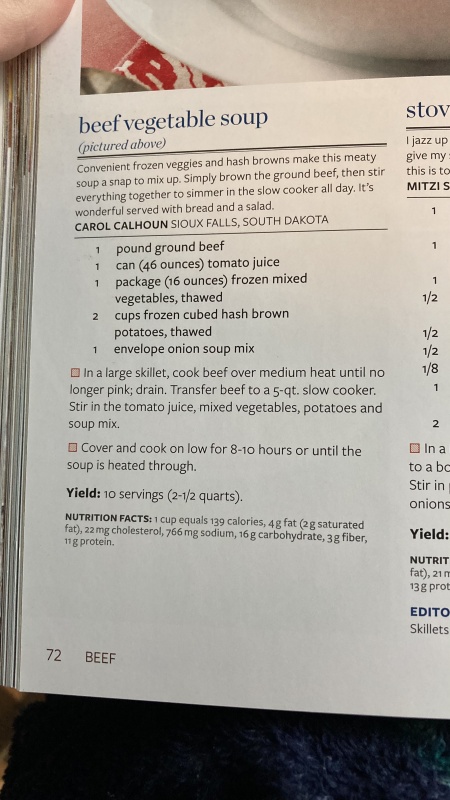 beef vegetable soup
(pictured above)
Convenient frozen veggies and hash browns make this meaty
soup a snap to mix up. Simply brown the ground beef, then stir
everything together to simmer in the slow cooker all day. It's
wonderful served with bread and a salad.
CAROL CALHOUN SIOUX FALLS, SOUTH DAKOTA
1 pound ground beef
1 can (46 ounces) tomato juice
1 package (16 ounces) frozen mixed
vegetables, thawed
2 cups frozen cubed hash brown
potatoes, thawed
1 envelope onion soup mix
In a large skillet, cook beef over medium heat until no
longer pink; drain. Transfer beef to a 5-qt. slow cooker.
Stir in the tomato juice, mixed vegetables, potatoes and
soup mix.
Cover and cook on low for 8-10 hours or until the
soup is heated through.
Yield: 10 servings (2-1/2 quarts).
NUTRITION FACTS: 1 cup equals 139 calories, 4 g fat (2 g saturated
fat), 22 mg cholesterol, 766 mg sodium, 16 g carbohydrate, 3 g fiber,
11 g protein.
72 BEEF
stov
I jazz up
give my
this is to
MITZI S
1
1
1
1/2
1/2
1/2
1/8
1
2
In a
to a bo
Stir in
onions
Yield:
NUTRIT
fat), 21 m
13 g prot
EDITO
Skillets